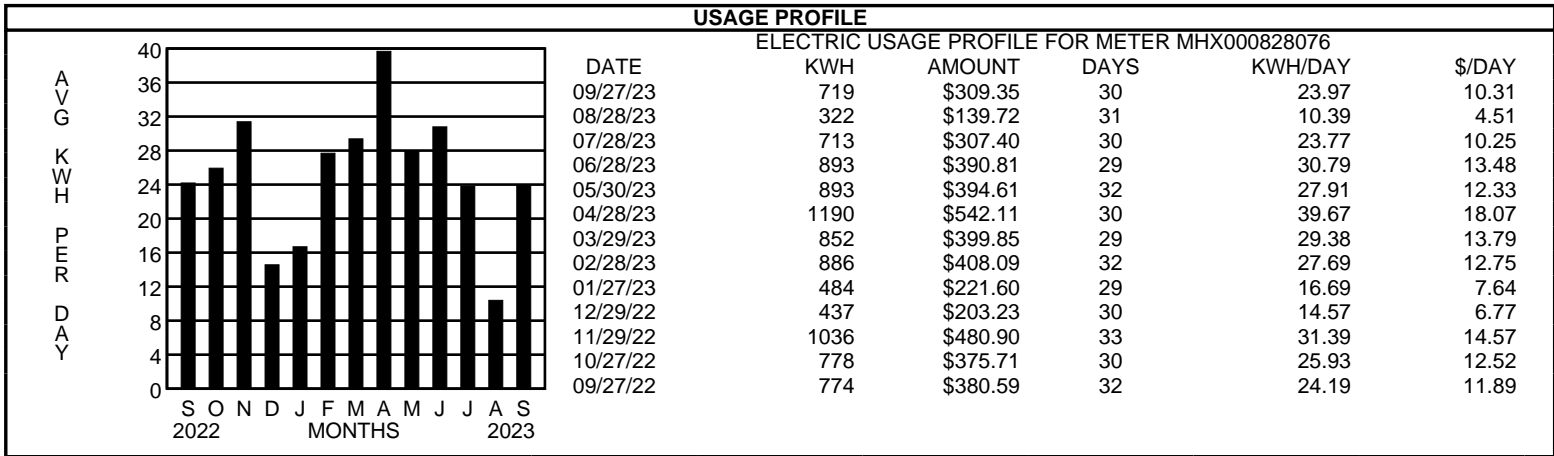 USAGE PROFILE
ELECTRIC USAGE PROFILE FOR METER MHX000828076
AVG KWH PER DAY
40
36
32
28
24
20
16
12
8
4
0
S O N D J F M A M J J A S
2022 MONTHS 2023
DATE KWH AMOUNT DAYS KWH/DAY $/DAY
09/27/23 719 $309.35 30 23.97 10.31
08/28/23 322 $139.72 31 10.39 4.51
07/28/23 713 $307.40 30 23.77 10.25
06/28/23 893 $390.81 29 30.79 13.48
05/30/23 893 $394.61 32 27.91 12.33
04/28/23 1190 $542.11 30 39.67 18.07
03/29/23 852 $399.85 29 29.38 13.79
02/28/23 886 $408.09 32 27.69 12.75
01/27/23 484 $221.60 29 16.69 7.64
12/29/22 437 $203.23 30 14.57 6.77
11/29/22 1036 $480.90 33 31.39 14.57
10/27/22 778 $375.71 30 25.93 12.52
09/27/22 774 $380.59 32 24.19 11.89